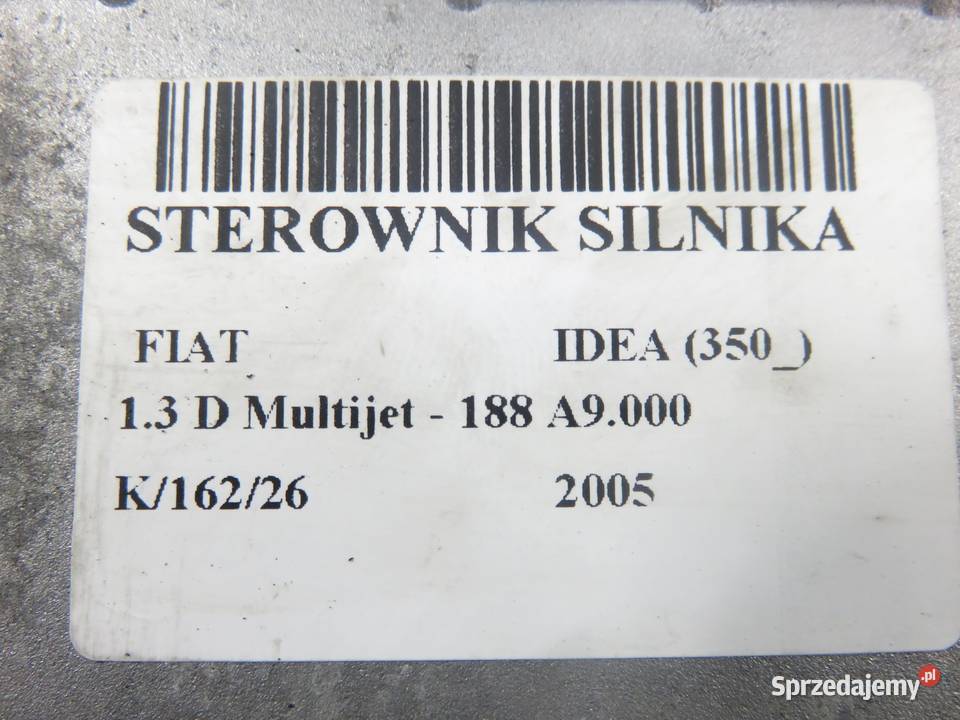 STEROWNIK SILNIKA
FIAT IDEA (350_)
1.3 D Multijet - 188 A9.000
K/162/26 2005
Sprzedajemy.pl